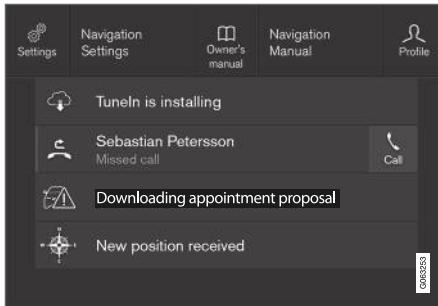 Settings
Navigation
Settings
Owner's
manual
Navigation
Manual
Profile
TuneIn is installing
Sebastian Petersson
Missed call
Call
Downloading appointment proposal
New position received
G063253